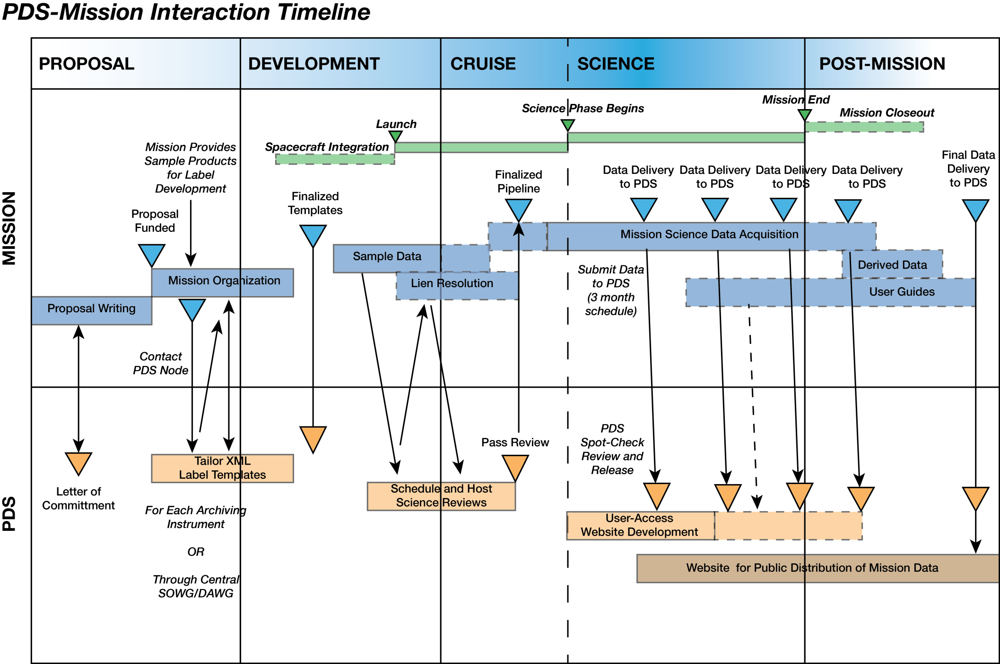 PDS-Mission Interaction Timeline
PROPOSAL
DEVELOPMENT
CRUISE
SCIENCE
POST-MISSION
MISSION
Mission End
Science Phase Begins
Mission Closeout
Launch
Spacecraft Integration
Mission Provides
Sample Products
for Label
Development
Proposal
Funded
Finalized
Templates
Finalized
Pipeline
Data Delivery
to PDS
Data Delivery
to PDS
Data Delivery
to PDS
Data Delivery
to PDS
Final Data
Delivery
to PDS
Mission Science Data Acquisition
Sample Data
Derived Data
Mission Organization
Lien Resolution
User Guides
Proposal Writing
Submit Data
to PDS
(3 month
schedule)
Contact
PDS Node
PDS
Letter of
Committment
Tailor XML
Label Templates
For Each Archiving
Instrument
OR
Through Central
SOWG/DAWG
Pass Review
Schedule and Host
Science Reviews
PDS
Spot-Check
Review and
Release
User-Access
Website Development
Website  for Public Distribution of Mission Data